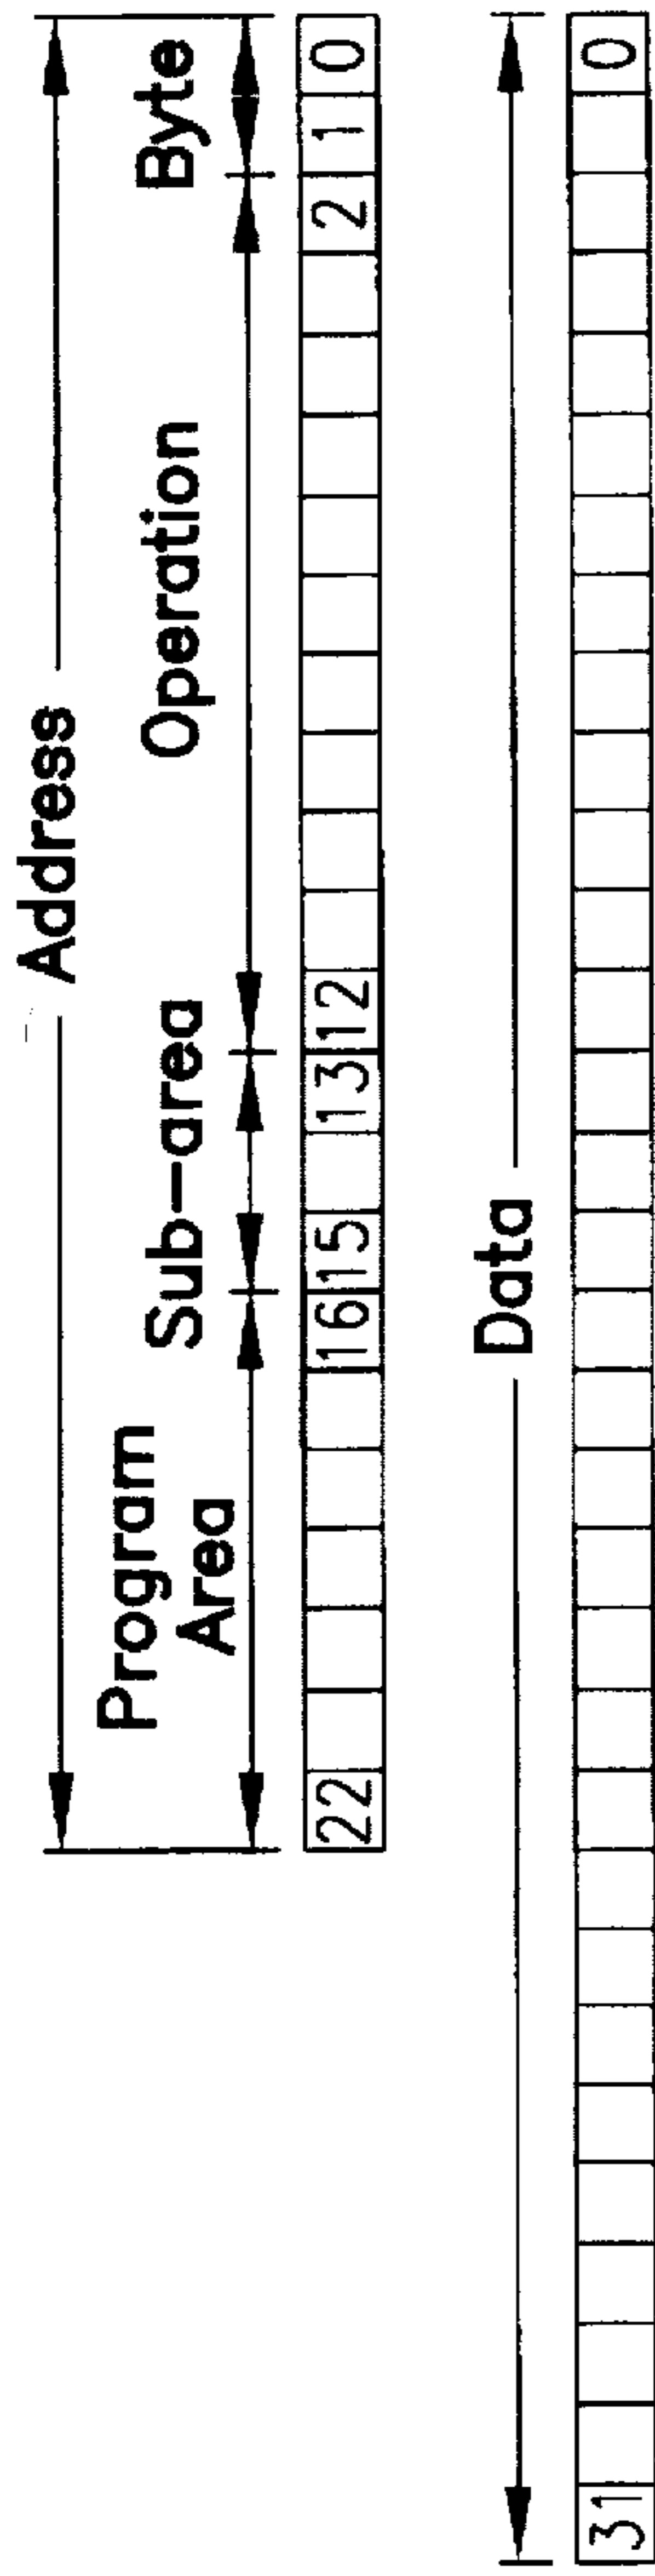 Address
Program
Area
Sub-area
Operation
Byte
22 16 15 13 12 2 1 0
Data
31 0